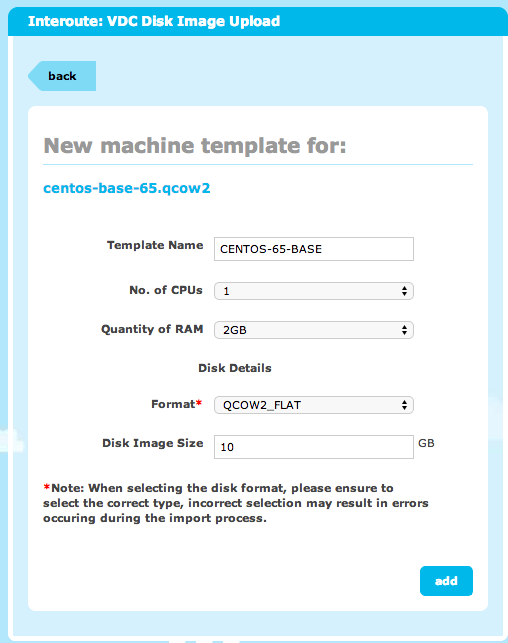 Interoute: VDC Disk Image Upload
back
New machine template for:
centos-base-65.qcow2
Template Name CENTOS-65-BASE
No. of CPUs 1
Quantity of RAM 2GB
Disk Details
Format* QCOW2_FLAT
Disk Image Size 10 GB
*Note: When selecting the disk format, please ensure to
select the correct type, incorrect selection may result in errors
occuring during the import process.
add